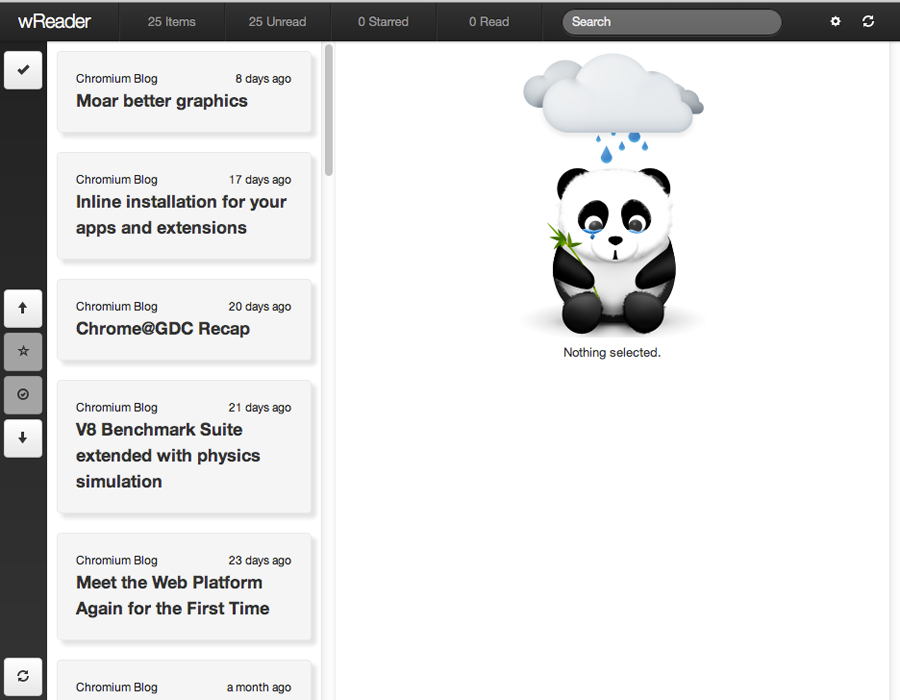 wReader
25 Items
25 Unread
0 Starred
0 Read
Search
Chromium Blog 8 days ago
Moar better graphics
Chromium Blog 17 days ago
Inline installation for your
apps and extensions
Chromium Blog 20 days ago
Chrome@GDC Recap
Chromium Blog 21 days ago
V8 Benchmark Suite
extended with physics
simulation
Chromium Blog 23 days ago
Meet the Web Platform
Again for the First Time
Chromium Blog a month ago
Nothing selected.